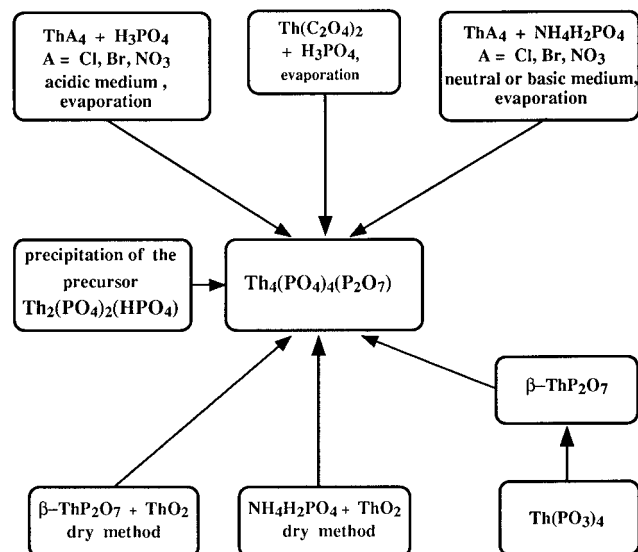 ThA4 + H3PO4
A = Cl, Br, NO3
acidic medium ,
evaporation
Th(C2O4)2
+ H3PO4,
evaporation
ThA4 + NH4H2PO4
A = Cl, Br, NO3
neutral or basic medium,
evaporation
precipitation of the
precursor
Th2(PO4)2(HPO4)
Th4(PO4)4(P2O7)
β–ThP2O7
β–ThP2O7 + ThO2
dry method
NH4H2PO4 + ThO2
dry method
Th(PO3)4